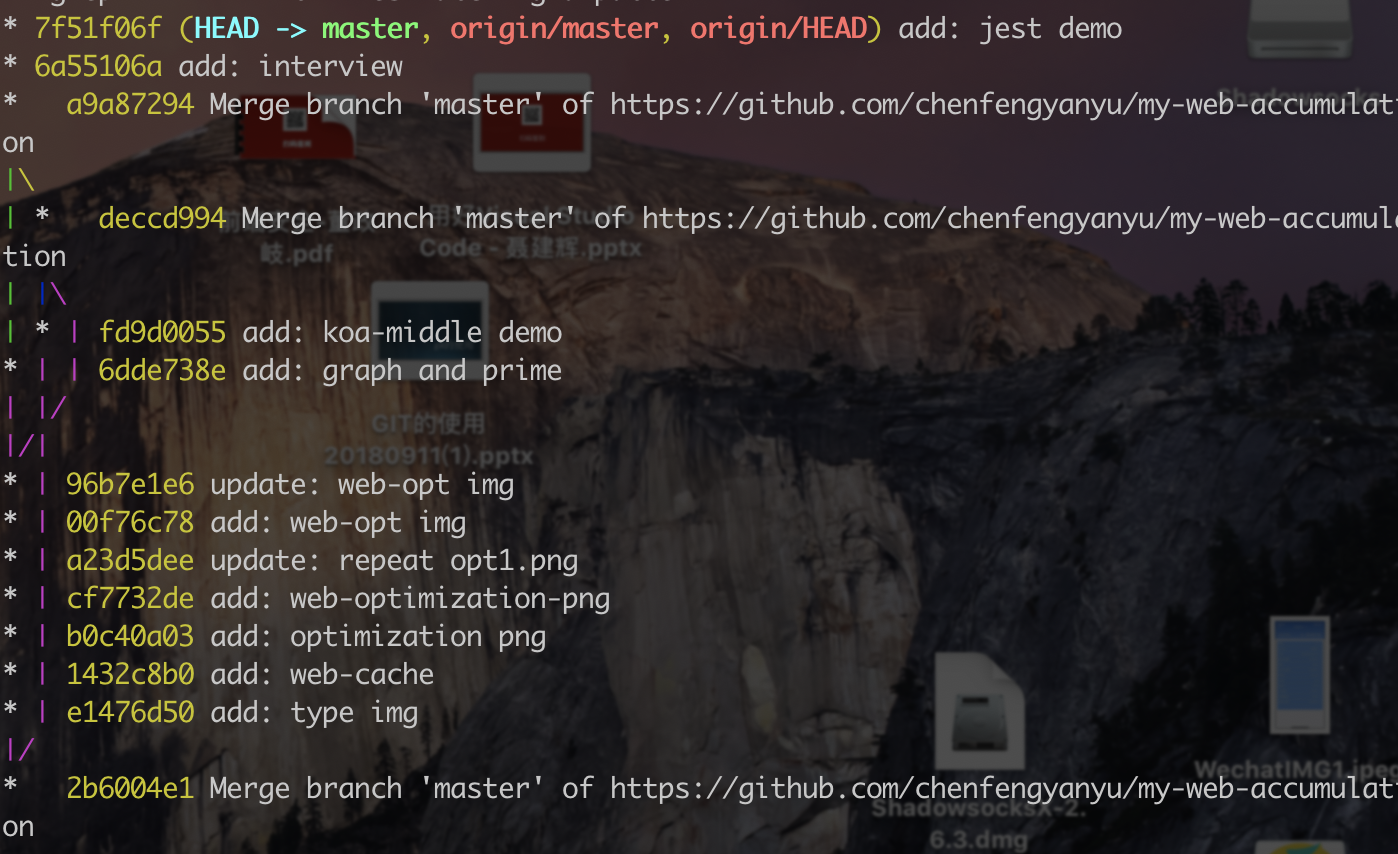 * 7f51f06f (HEAD -> master, origin/master, origin/HEAD) add: jest demo
* 6a55106a add: interview
*   a9a87294 Merge branch 'master' of https://github.com/chenfengyanyu/my-web-accumulati
on
|\
| *   deccd994 Merge branch 'master' of https://github.com/chenfengyanyu/my-web-accumula
tion
| |\
| * | fd9d0055 add: koa-middle demo
* | | 6dde738e add: graph and prime
| |/
|/|
* | 96b7e1e6 update: web-opt img
* | 00f76c78 add: web-opt img
* | a23d5dee update: repeat opt1.png
* | cf7732de add: web-optimization-png
* | b0c40a03 add: optimization png
* | 1432c8b0 add: web-cache
* | e1476d50 add: type img
|/
*   2b6004e1 Merge branch 'master' of https://github.com/chenfengyanyu/my-web-accumulati
on
Shadowsocks
岐.pdf
Code - 聂建辉.pptx
GIT的使用
20180911(1).pptx
WechatIMG1.jpeg
ShadowsocksX-2.
6.3.dmg